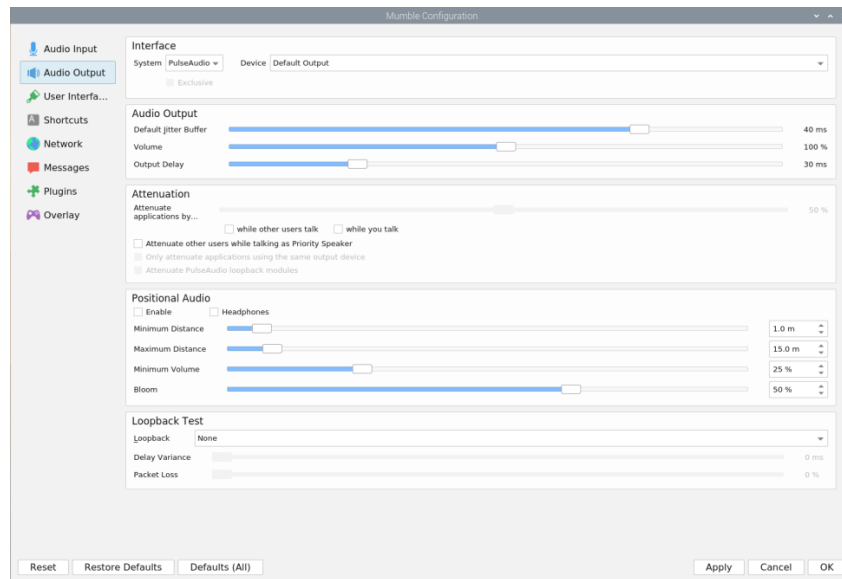 Mumble Configuration
Audio Input
Audio Output
User Interfa...
Shortcuts
Network
Messages
Plugins
Overlay
Interface
System PulseAudio Device Default Output
Exclusive
Audio Output
Default Jitter Buffer 40 ms
Volume 100 %
Output Delay 30 ms
Attenuation
Attenuate
applications by... 50 %
while other users talk while you talk
Attenuate other users while talking as Priority Speaker
Only attenuate applications using the same output device
Attenuate PulseAudio loopback modules
Positional Audio
Enable Headphones
Minimum Distance 1.0 m
Maximum Distance 15.0 m
Minimum Volume 25 %
Bloom 50 %
Loopback Test
Loopback None
Delay Variance 0 ms
Packet Loss 0 %
Reset Restore Defaults Defaults (All) Apply Cancel OK